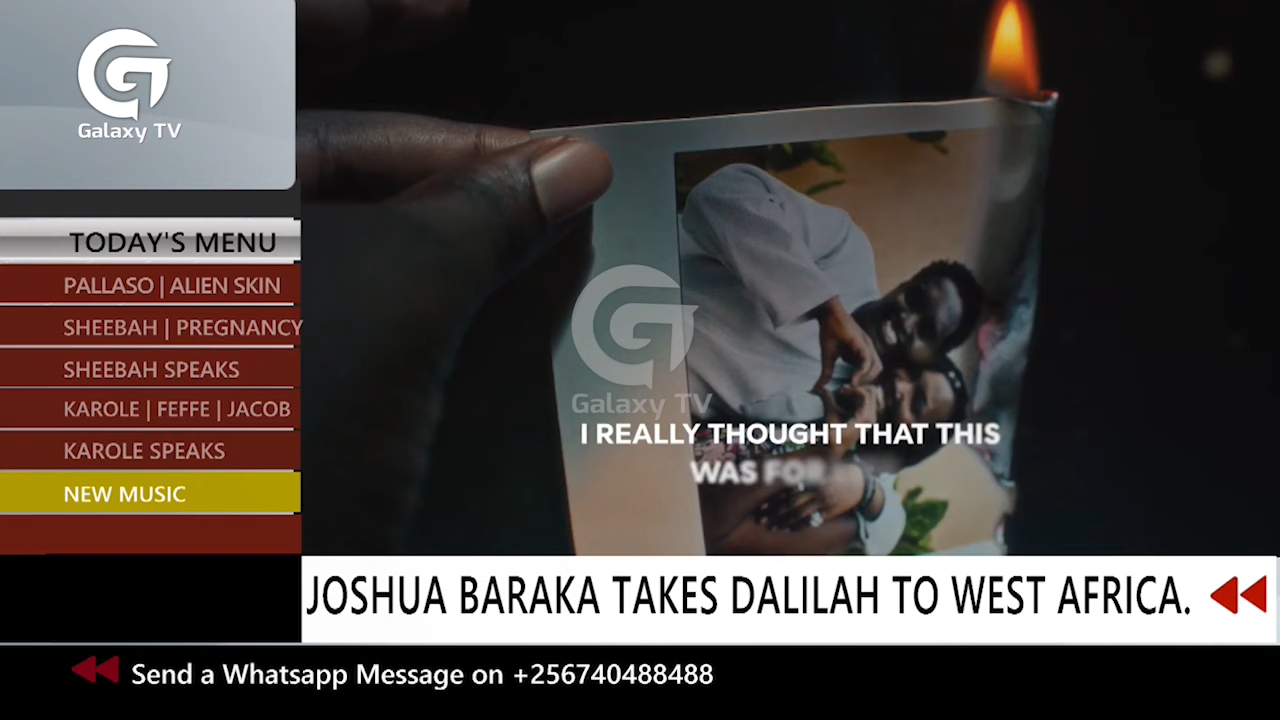 Galaxy TV
TODAY'S MENU
PALLASO | ALIEN SKIN
SHEEBAH | PREGNANCY
SHEEBAH SPEAKS
KAROLE | FEFFE | JACOB
KAROLE SPEAKS
NEW MUSIC
Galaxy TV
I REALLY THOUGHT THAT THIS
WAS FOR
JOSHUA BARAKA TAKES DALILAH TO WEST AFRICA.
Send a Whatsapp Message on +256740488488